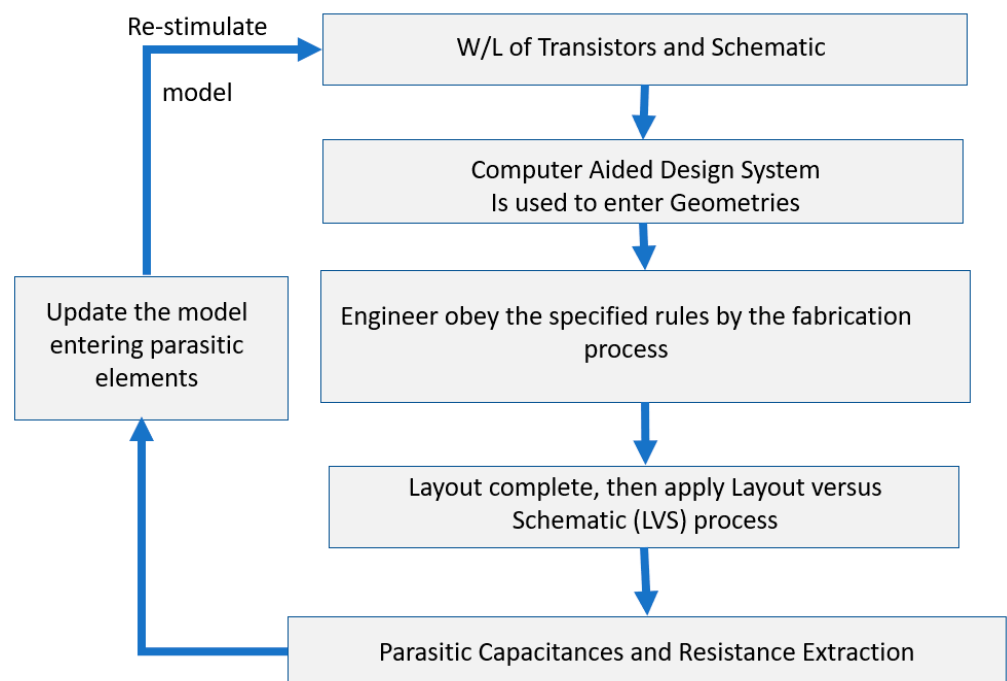 Re-stimulate
model
W/L of Transistors and Schematic
Computer Aided Design System
Is used to enter Geometries
Engineer obey the specified rules by the fabrication
process
Layout complete, then apply Layout versus
Schematic (LVS) process
Parasitic Capacitances and Resistance Extraction
Update the model
entering parasitic
elements